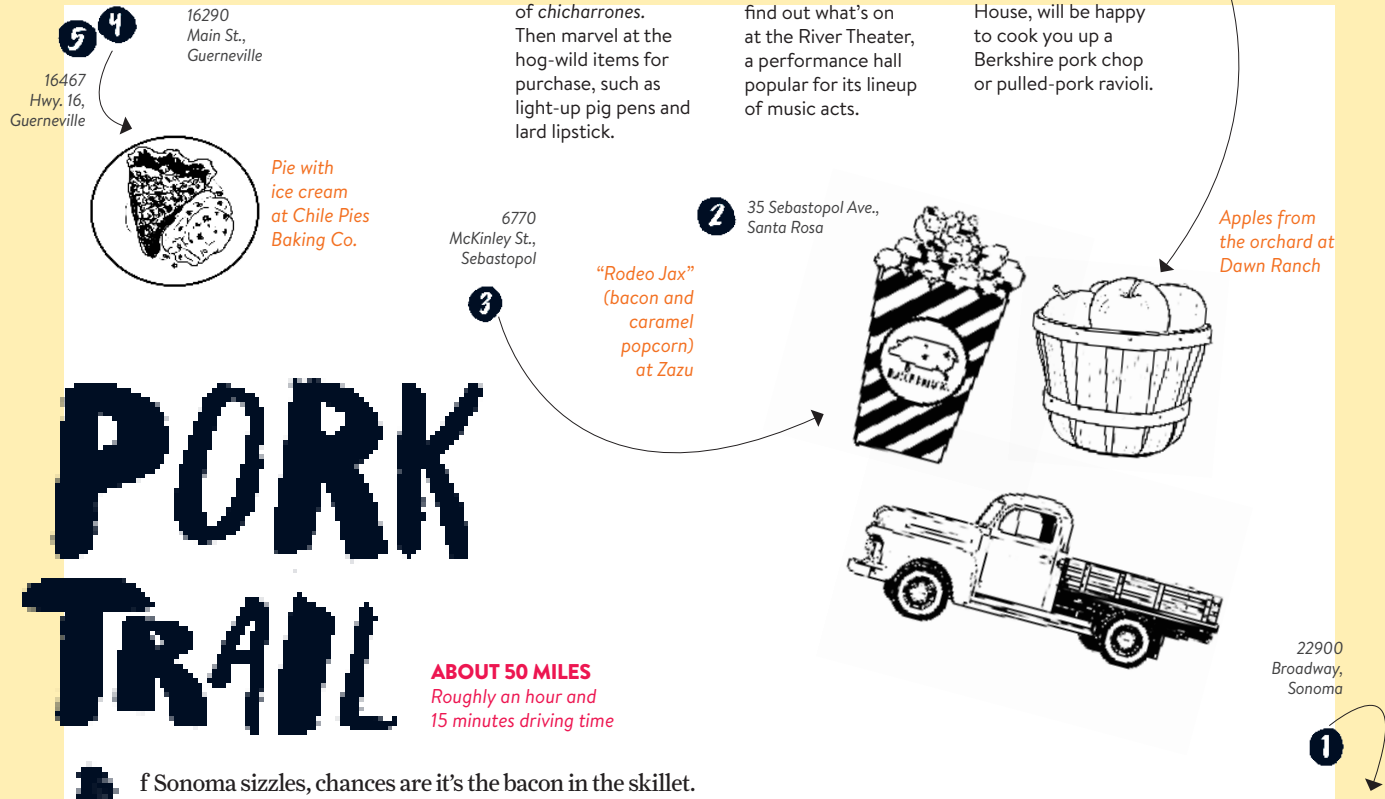 5
4
16290
Main St.,
Guerneville
16467
Hwy. 16,
Guerneville
of chicharrones.
Then marvel at the
hog-wild items for
purchase, such as
light-up pig pens and
lard lipstick.
find out what's on
at the River Theater,
a performance hall
popular for its lineup
of music acts.
House, will be happy
to cook you up a
Berkshire pork chop
or pulled-pork ravioli.
Pie with
ice cream
at Chile Pies
Baking Co.
6770
McKinley St.,
Sebastopol
3
2
35 Sebastopol Ave.,
Santa Rosa
“Rodeo Jax”
(bacon and
caramel
popcorn)
at Zazu
Apples from
the orchard at
Dawn Ranch
PORK
TRAIL
ABOUT 50 MILES
Roughly an hour and
15 minutes driving time
22900
Broadway,
Sonoma
1
f Sonoma sizzles, chances are it's the bacon in the skillet.